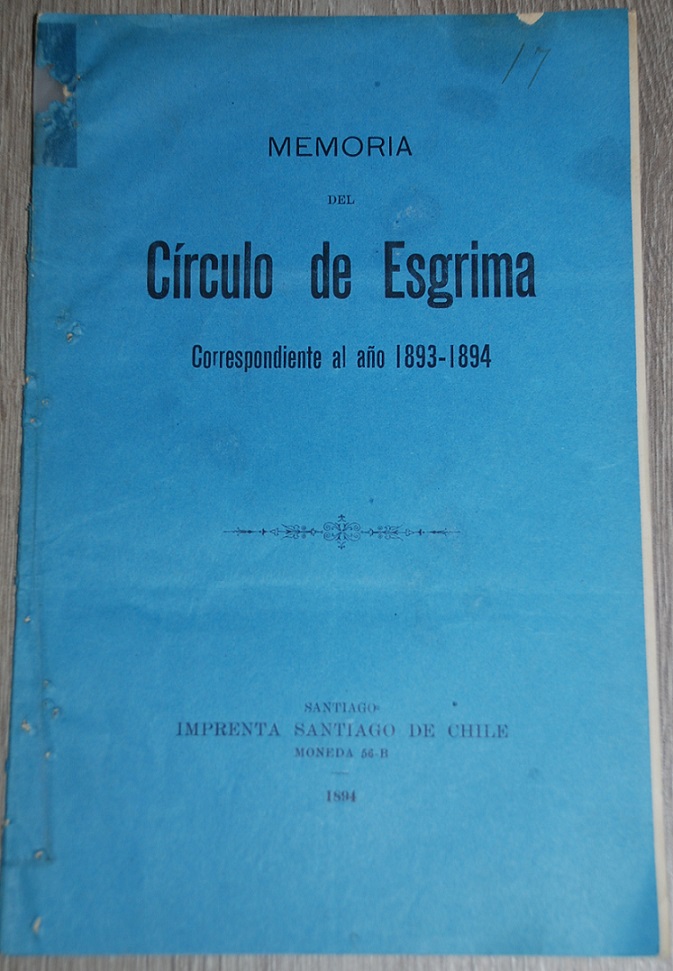 17
MEMORIA
DEL
Círculo de Esgrima
Correspondiente al año 1893-1894
SANTIAGO
IMPRENTA SANTIAGO DE CHILE
MONEDA 56-B
1894